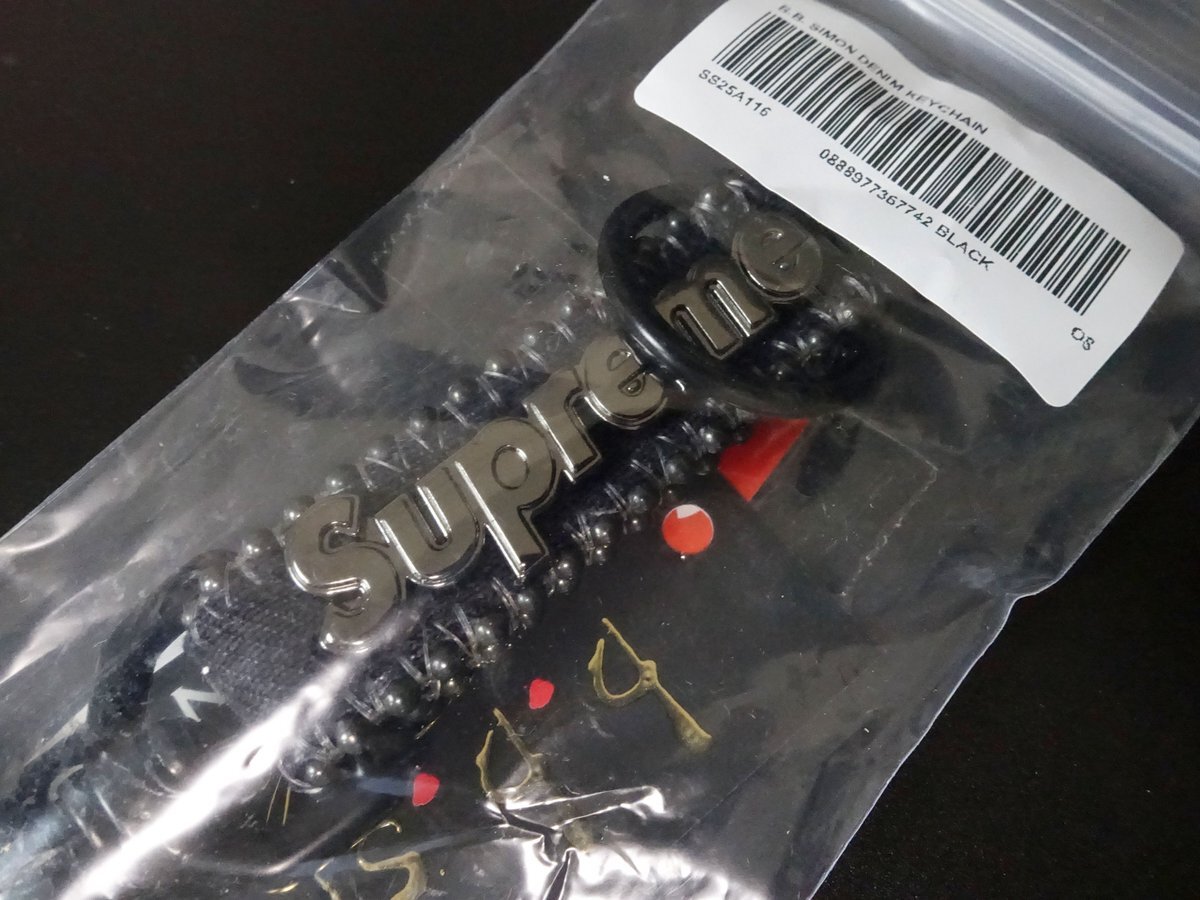 B.B. SIMON DENIM KEYCHAIN
SS25A116
0888977367742 BLACK
OS
Supreme